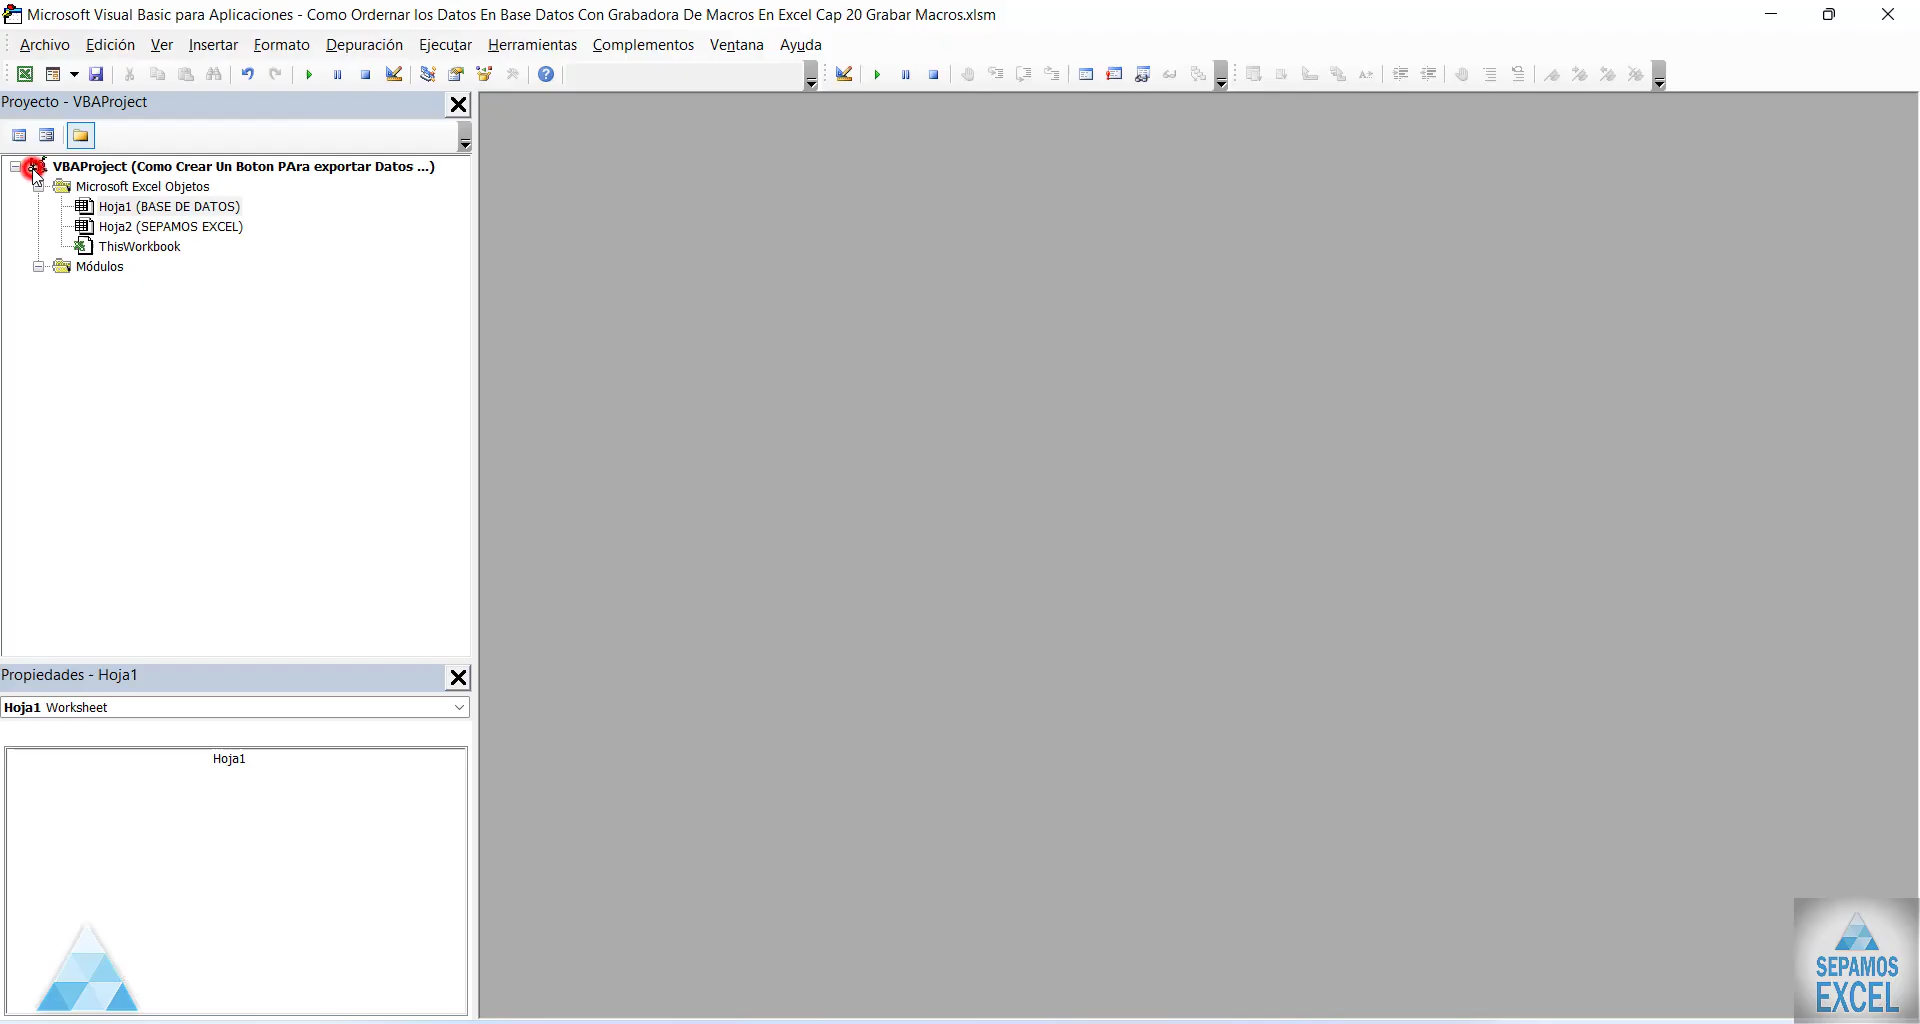 Microsoft Visual Basic para Aplicaciones - Como Ordernar los Datos En Base Datos Con Grabadora De Macros En Excel Cap 20 Grabar Macros.xlsm
Archivo Edición Ver Insertar Formato Depuración Ejecutar Herramientas Complementos Ventana Ayuda
Proyecto - VBAProject
VBAProject (Como Crear Un Boton PAra exportar Datos ...)
Microsoft Excel Objetos
Hoja1 (BASE DE DATOS)
Hoja2 (SEPAMOS EXCEL)
ThisWorkbook
Módulos
Propiedades - Hoja1
Hoja1 Worksheet
Hoja1
SEPAMOS
EXCEL